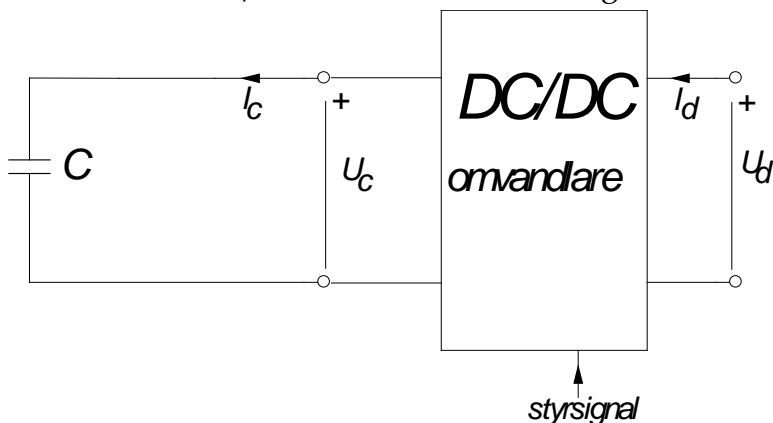 I_c
+
DC/DC
I_d
+
C
U_c
omvandlare
U_d
styrsignal